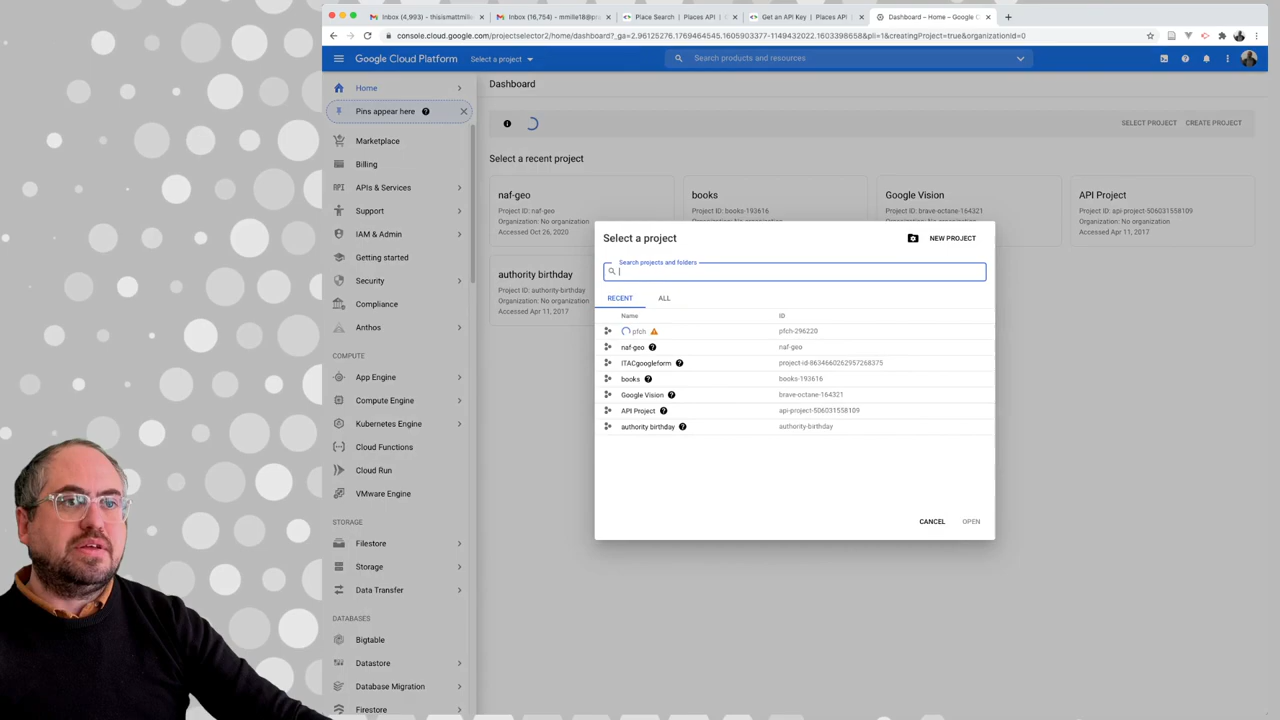 Inbox (4,993) - thisismattmille
Inbox (16,754) - mmille18@pr
Place Search | Places API |
Get an API Key | Places API
Dashboard – Home – Google C
console.cloud.google.com/projectselector2/home/dashboard?_ga=2.96125276.1769464545.1605903377-1149432022.1603398658&pli=1&creatingProject=true&organizationId=0
Google Cloud Platform
Select a project
Search products and resources
Home
Dashboard
Pins appear here
SELECT PROJECT
CREATE PROJECT
Marketplace
Billing
APIs & Services
Support
IAM & Admin
Getting started
Security
Compliance
Anthos
COMPUTE
App Engine
Compute Engine
Kubernetes Engine
Cloud Functions
Cloud Run
VMware Engine
STORAGE
Filestore
Storage
Data Transfer
DATABASES
Bigtable
Datastore
Database Migration
Firestore
Select a recent project
naf-geo
Project ID: naf-geo
Organization: No organization
Accessed Oct 26, 2020
books
Project ID: books-193616
Google Vision
Project ID: brave-octane-164321
API Project
Project ID: api-project-506031558109
Organization: No organization
Accessed Apr 11, 2017
authority birthday
Project ID: authority-birthday
Organization: No organization
Accessed Apr 11, 2017
Select a project
NEW PROJECT
Search projects and folders
RECENT
ALL
Name ID
pfch pfch-296220
naf-geo naf-geo
ITACgoogleform project-id-8634660262957268375
books books-193616
Google Vision brave-octane-164321
API Project api-project-506031558109
authority birthday authority-birthday
CANCEL
OPEN